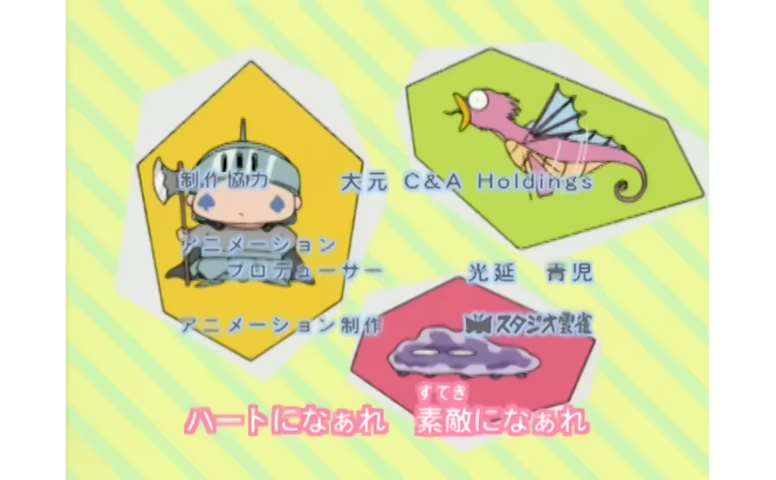 制作協力 大元 C&A Holdings
アニメーション
プロデューサー 光延 青児
アニメーション制作 スタジオ雲雀
すてき
ハートになぁれ 素敵になぁれ